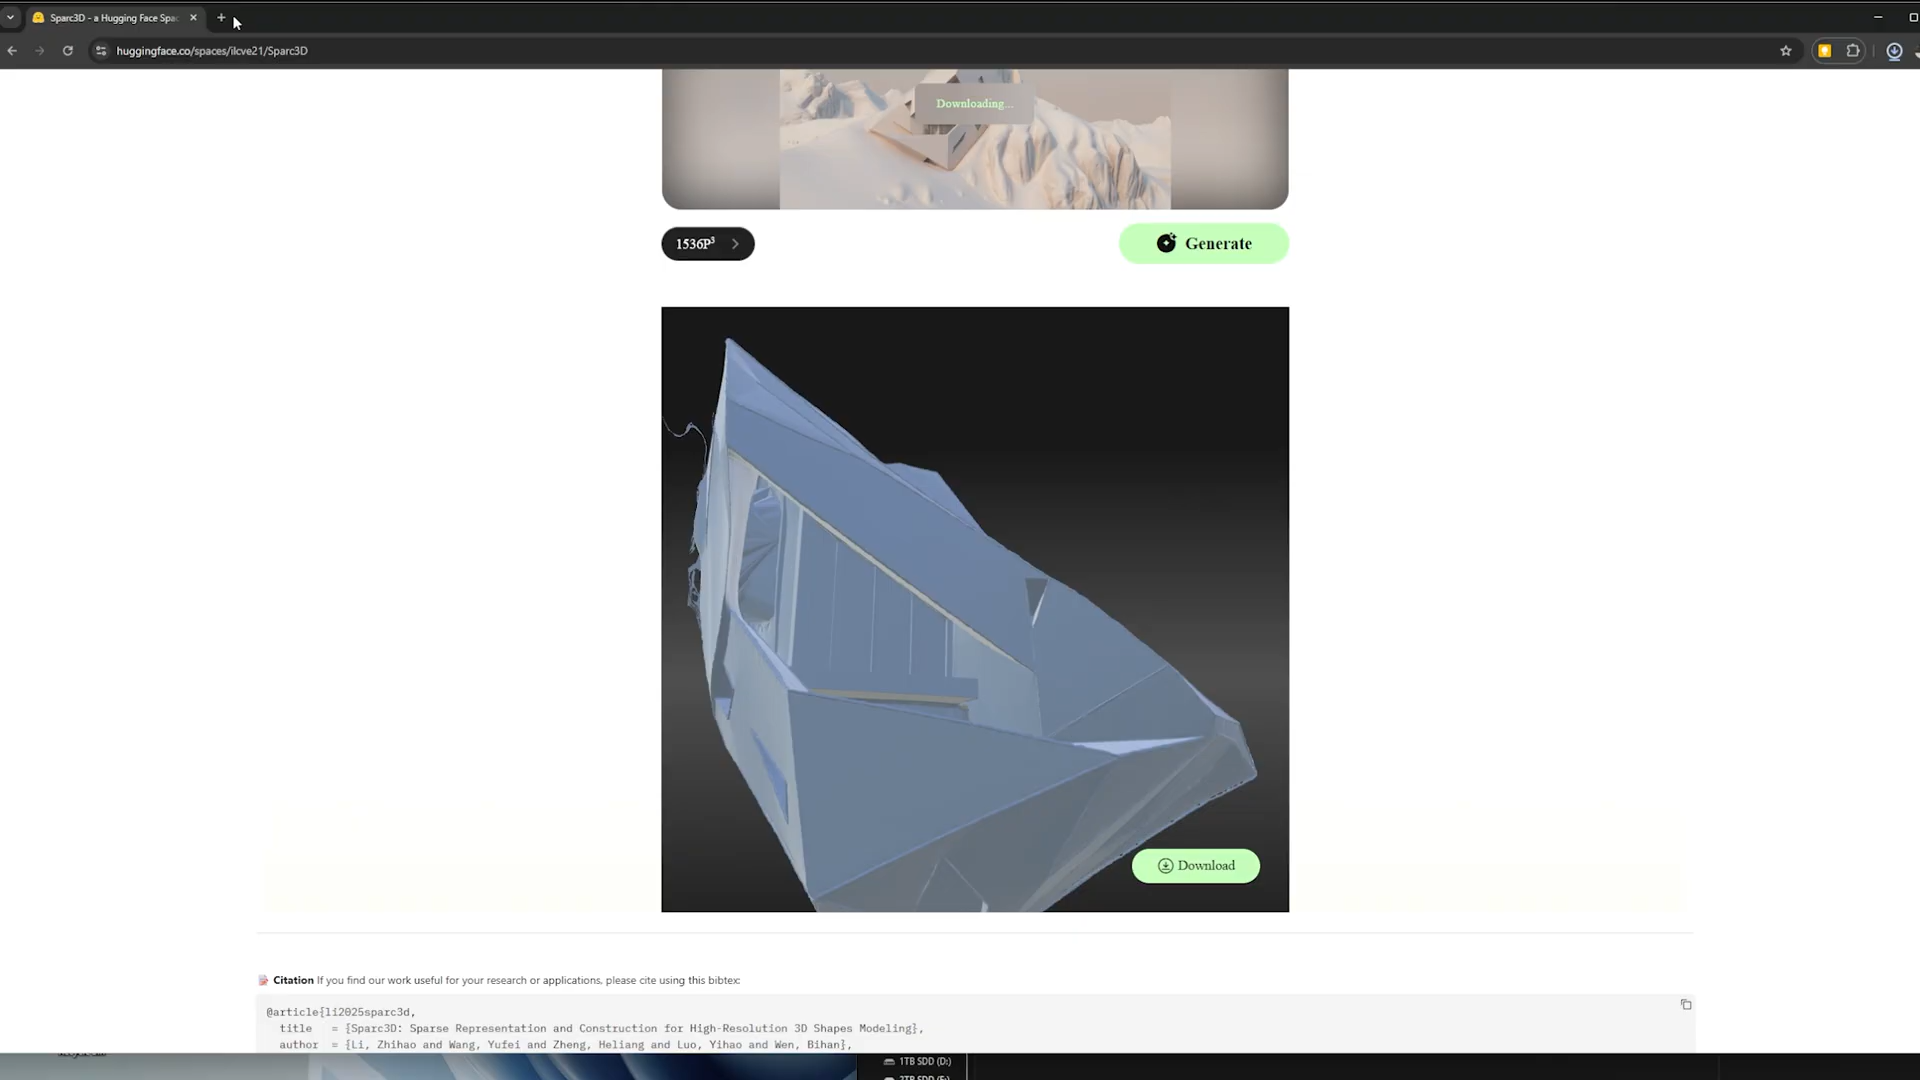 Sparc3D - a Hugging Face Spac
huggingface.co/spaces/ilcve21/Sparc3D
Downloading...
1536P³
Generate
Download
Citation If you find our work useful for your research or applications, please cite using this bibtex:
@article{li2025sparc3d,
title = {Sparc3D: Sparse Representation and Construction for High-Resolution 3D Shapes Modeling},
author = {Li, Zhihao and Wang, Yufei and Zheng, Heliang and Luo, Yihao and Wen, Bihan},
1TB SDD (D:)